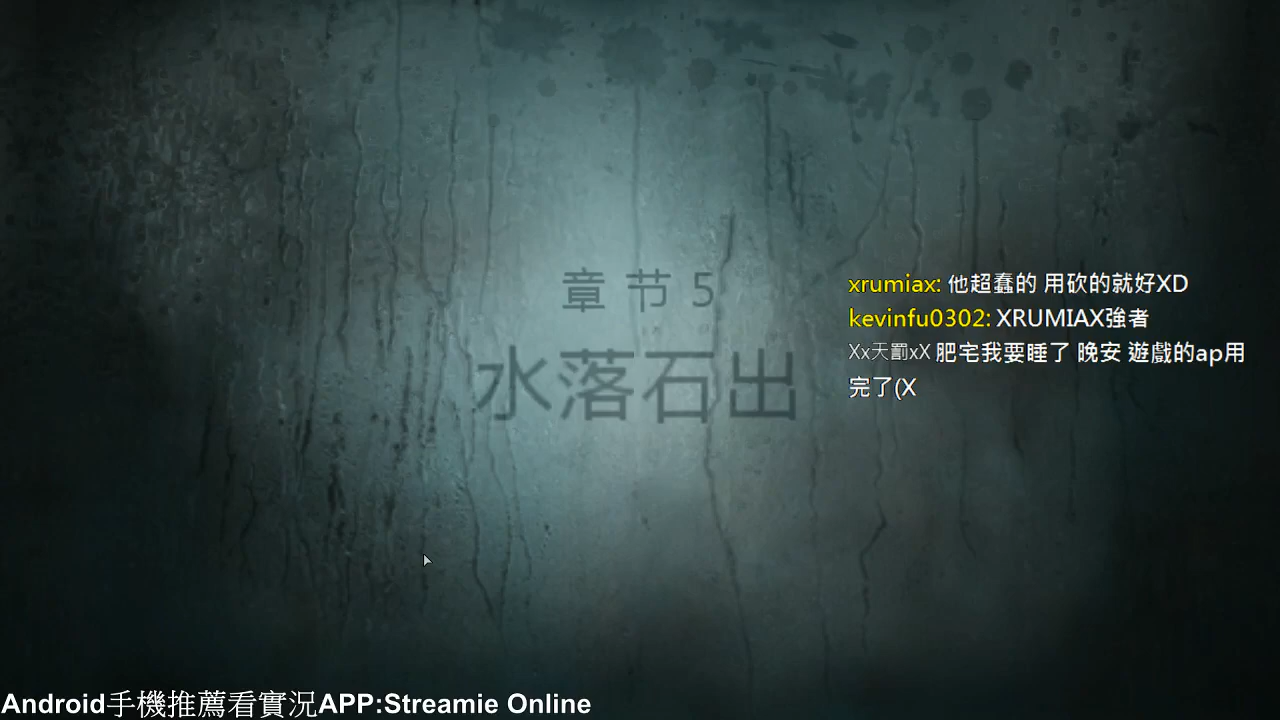 章节5
水落石出
xrumiax: 他超蠢的 用砍的就好XD
kevinfu0302: XRUMIAX強者
Xx天罰xX 肥宅我要睡了 晚安 遊戲的ap用
完了(X
Android手機推薦看實況APP:Streamie Online